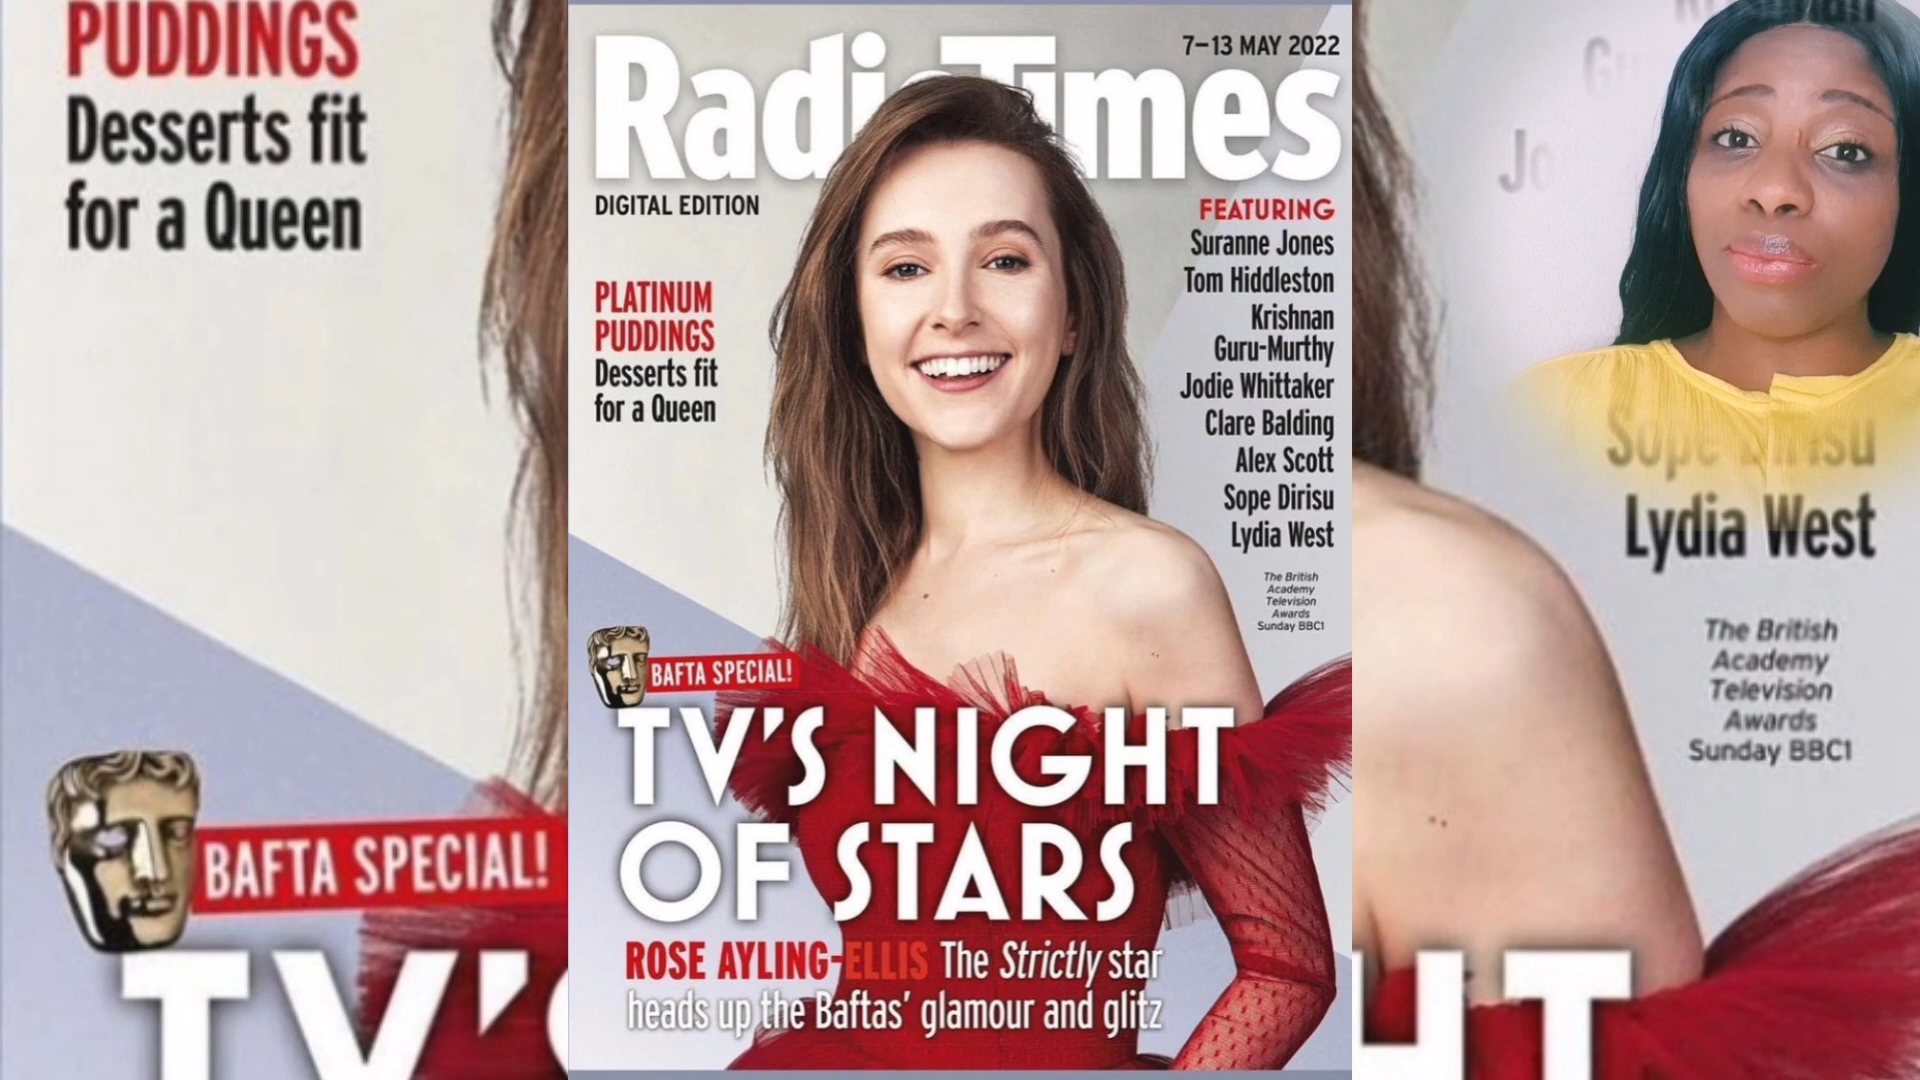 PUDDINGS
Desserts fit
for a Queen
BAFTA SPECIAL!
TV'S
7–13 MAY 2022
RadioTimes
DIGITAL EDITION
PLATINUM
PUDDINGS
Desserts fit
for a Queen
FEATURING
Suranne Jones
Tom Hiddleston
Krishnan
Guru-Murthy
Jodie Whittaker
Clare Balding
Alex Scott
Sope Dirisu
Lydia West
The British
Academy
Television
Awards
Sunday BBC1
BAFTA SPECIAL!
TV'S NIGHT
OF STARS
ROSE AYLING-ELLIS The Strictly star
heads up the Baftas' glamour and glitz
Sope Dirisu
Lydia West
The British
Academy
Television
Awards
Sunday BBC1
HT